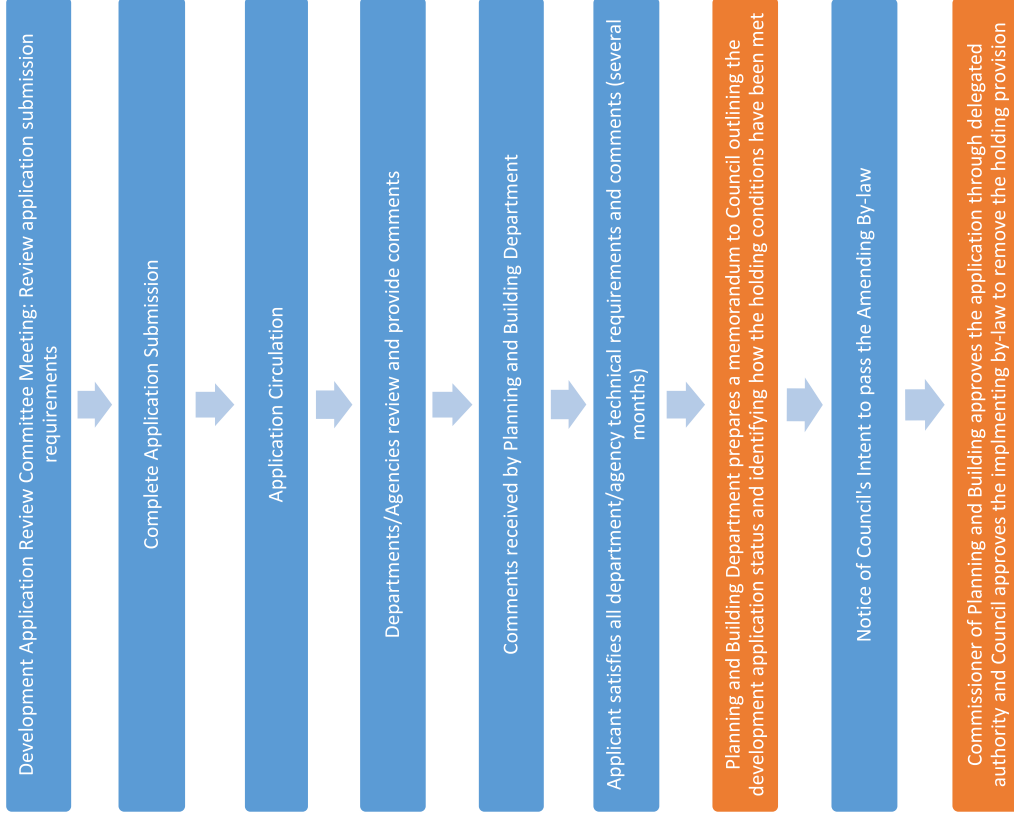 Development Application Review Committee Meeting: Review application submission
requirements
Complete Application Submission
Application Circulation
Departments/Agencies review and provide comments
Comments received by Planning and Building Department
Applicant satisfies all department/agency technical requirements and comments (several
months)
Planning and Building Department prepares a memorandum to Council outlining the
development application status and identifying how the holding conditions have been met
Notice of Council's Intent to pass the Amending By-law
Commissioner of Planning and Building approves the application through delegated
authority and Council approves the implmenting by-law to remove the holding provision